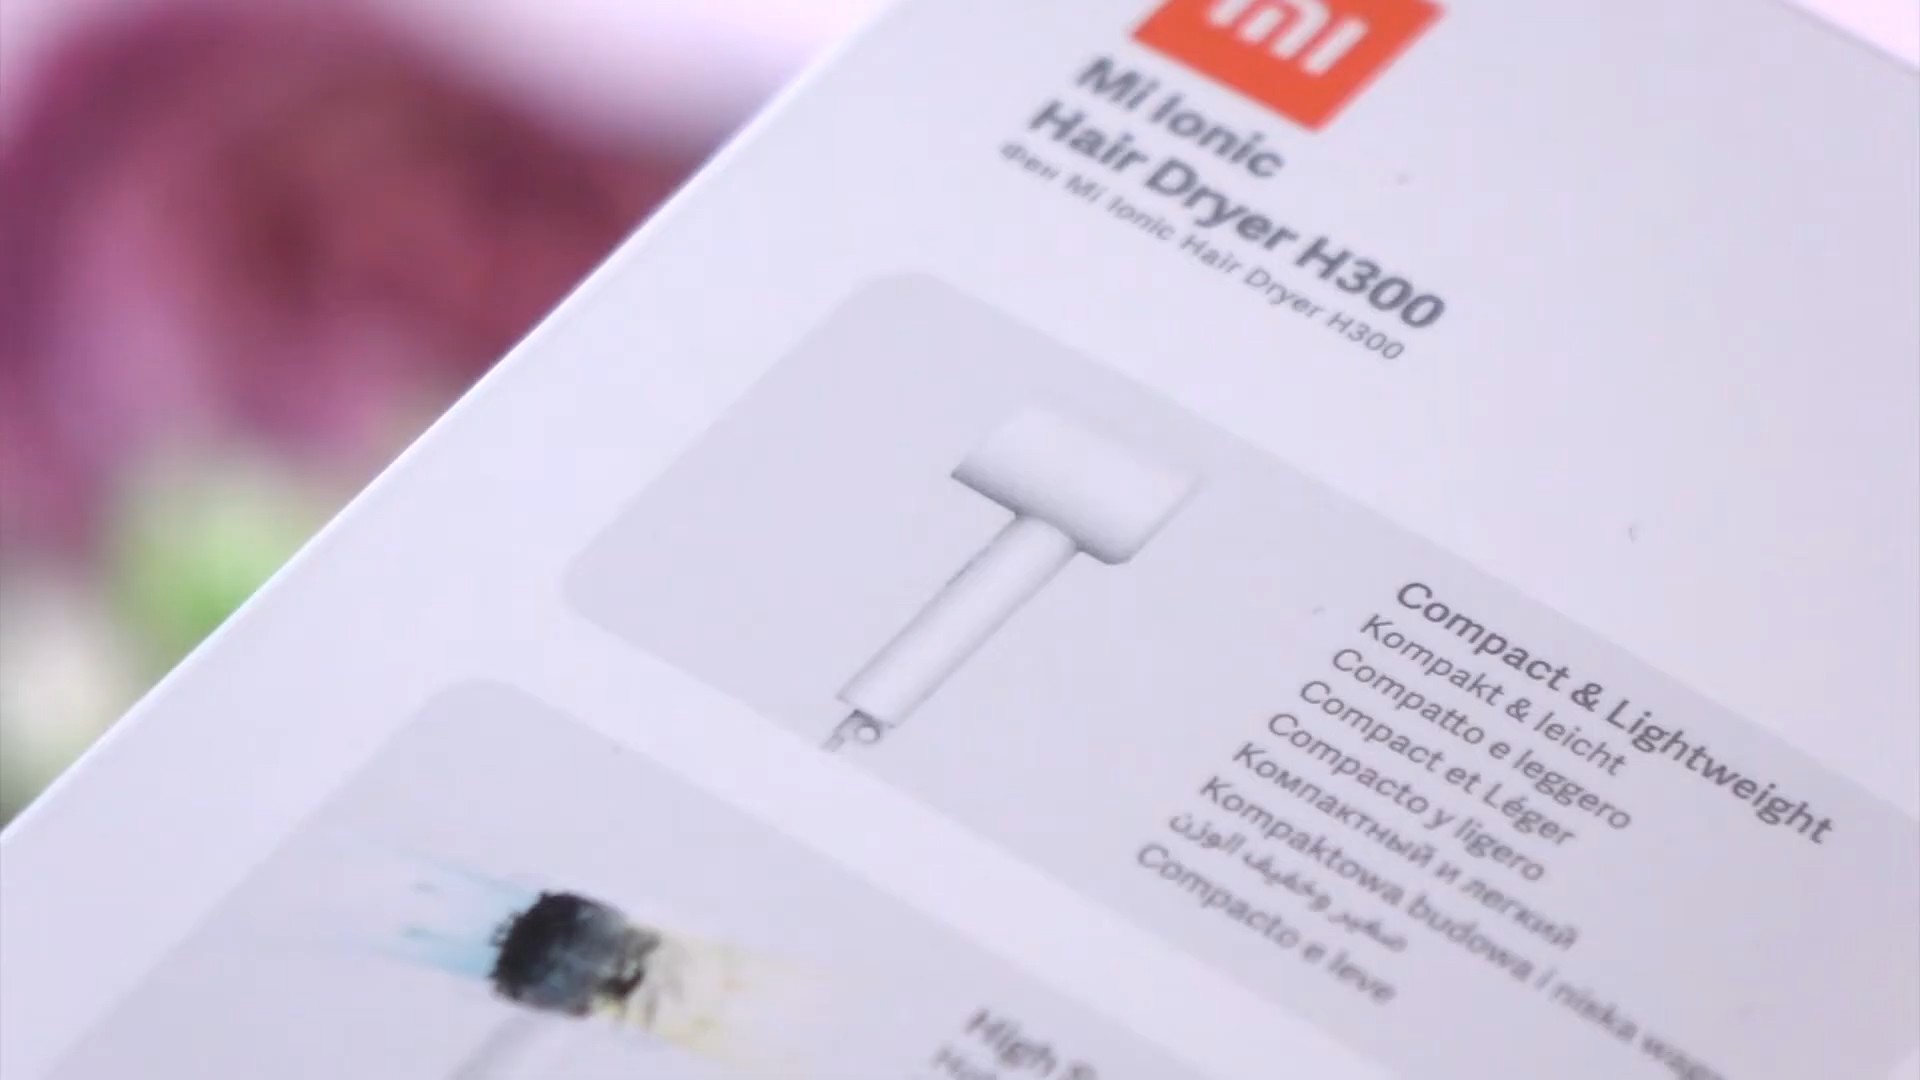 mi
Mi Ionic
Hair Dryer H300
Фен Mi Ionic Hair Dryer H300
Compact & Lightweight
Kompakt & leicht
Compatto e leggero
Compact et Léger
Compacto y ligero
Компактный и легкий
Kompaktowa budowa i niska waga
صغير وخفيف الوزن
Compacto e leve
High